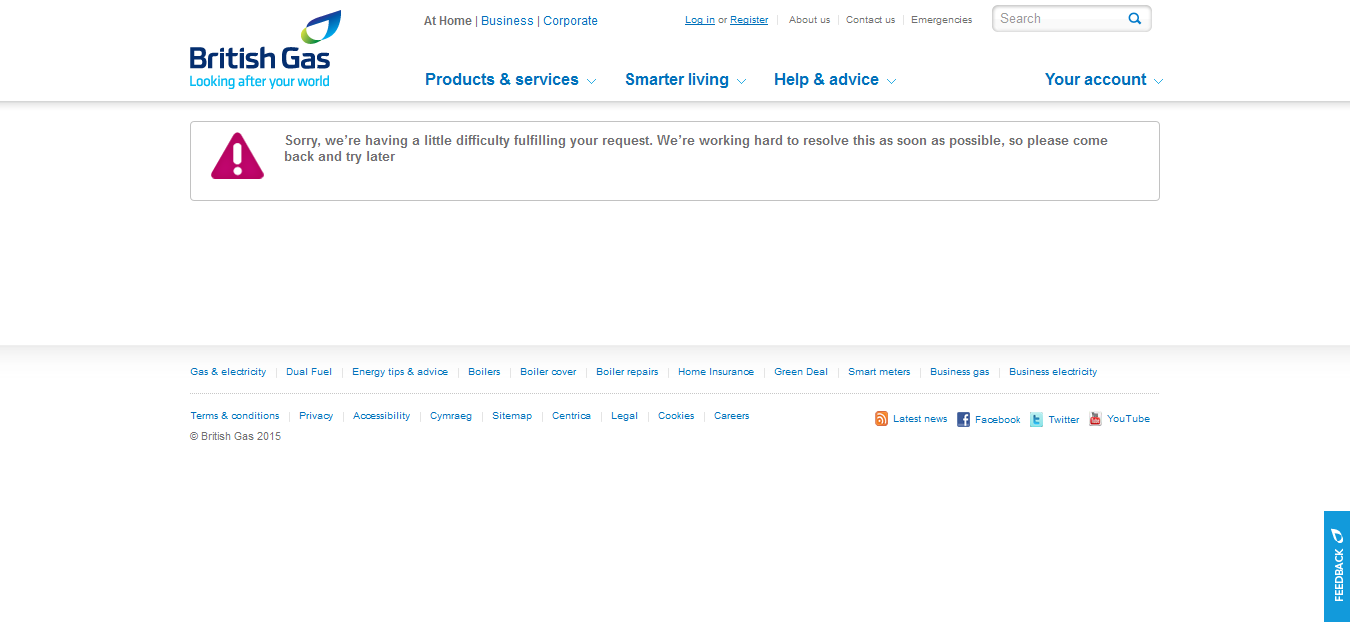 At Home | Business | Corporate
Log in or Register
About us
Contact us
Emergencies
Search
British Gas
Looking after your world
Products & services
Smarter living
Help & advice
Your account
Sorry, we're having a little difficulty fulfilling your request. We're working hard to resolve this as soon as possible, so please come
back and try later
Gas & electricity
Dual Fuel
Energy tips & advice
Boilers
Boiler cover
Boiler repairs
Home Insurance
Green Deal
Smart meters
Business gas
Business electricity
Terms & conditions
Privacy
Accessibility
Cymraeg
Sitemap
Centrica
Legal
Cookies
Careers
Latest news
Facebook
Twitter
YouTube
© British Gas 2015
FEEDBACK